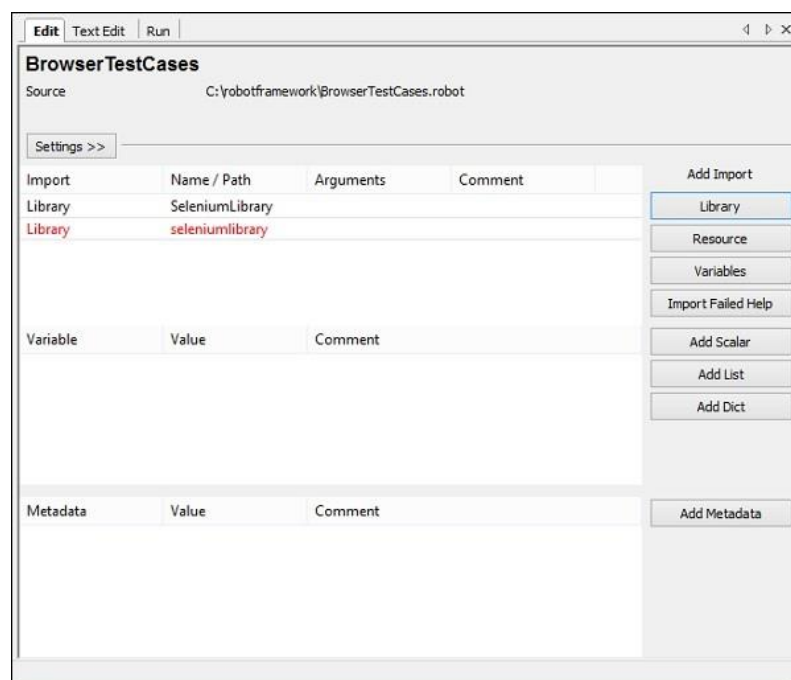 Edit Text Edit Run
BrowserTestCases
Source C:\robotframework\BrowserTestCases.robot
Settings >>
Import Name / Path Arguments Comment Add Import
Library SeleniumLibrary Library
Library seleniumlibrary Resource
Variables
Import Failed Help
Variable Value Comment Add Scalar
Add List
Add Dict
Metadata Value Comment Add Metadata